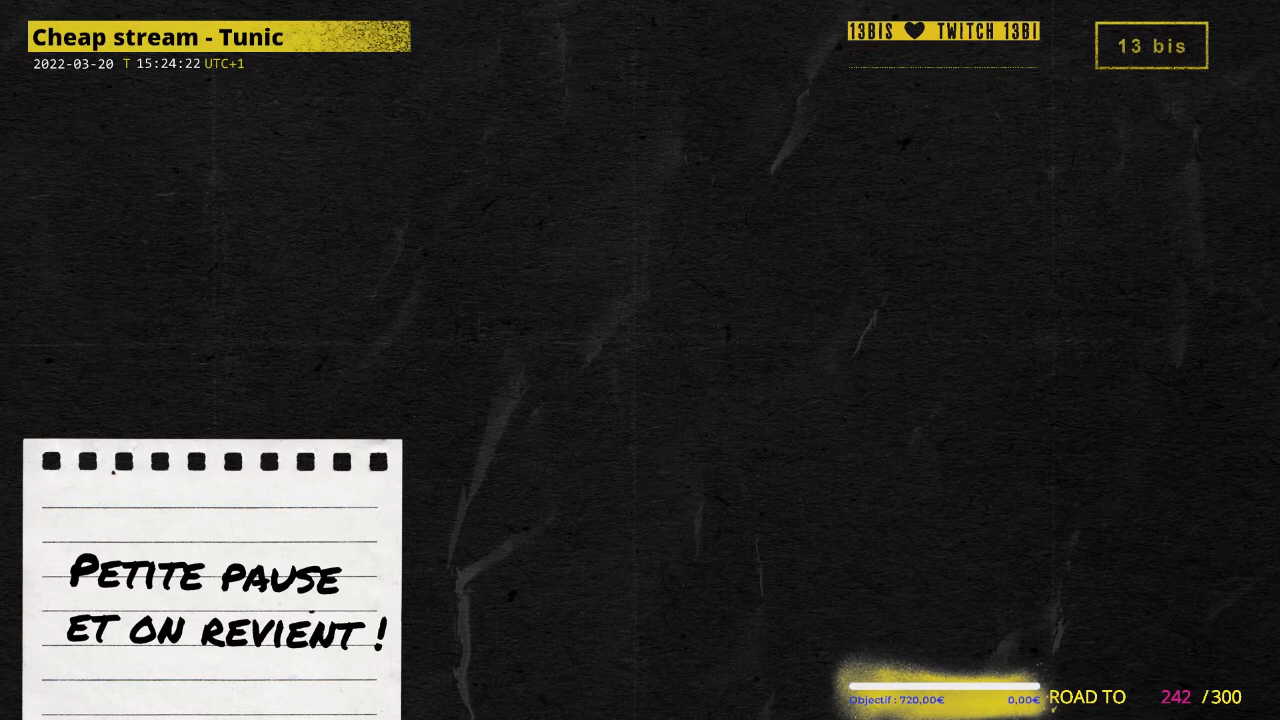 Cheap stream - Tunic
2022-03-20 T 15:24:22 UTC+1
13BIS ♥ TWITCH 13BI
13 bis
PETITE PAUSE
ET ON REVIENT !
Objectif : 720,00€ 0,00€
ROAD TO 242 /300